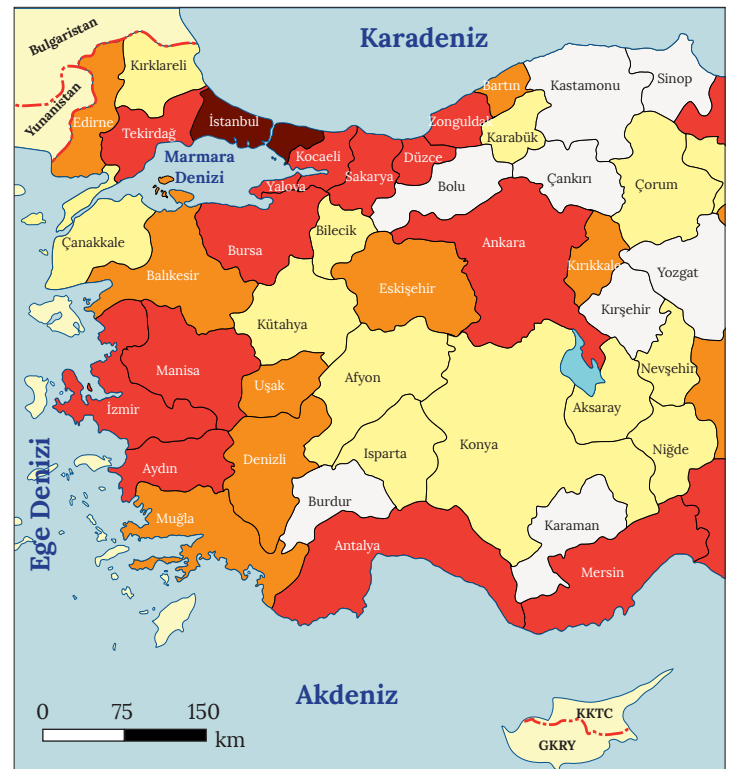 Bulgaristan
Karadeniz
Kırklareli
Yunanistan
Edirne
Tekirdağ
İstanbul
Bartın
Kastamonu
Sinop
Zonguldak
Karabük
Marmara
Denizi
Kocaeli
Yalova
Sakarya
Düzce
Bolu
Çankırı
Çorum
Çanakkale
Bursa
Bilecik
Ankara
Balıkesir
Eskişehir
Kırıkkale
Yozgat
Kütahya
Kırşehir
Manisa
Uşak
Afyon
Nevşehir
İzmir
Aksaray
Aydın
Denizli
Isparta
Konya
Niğde
Ege Denizi
Muğla
Burdur
Karaman
Antalya
Mersin
Akdeniz
0 75 150
km
KKTC
GKRY